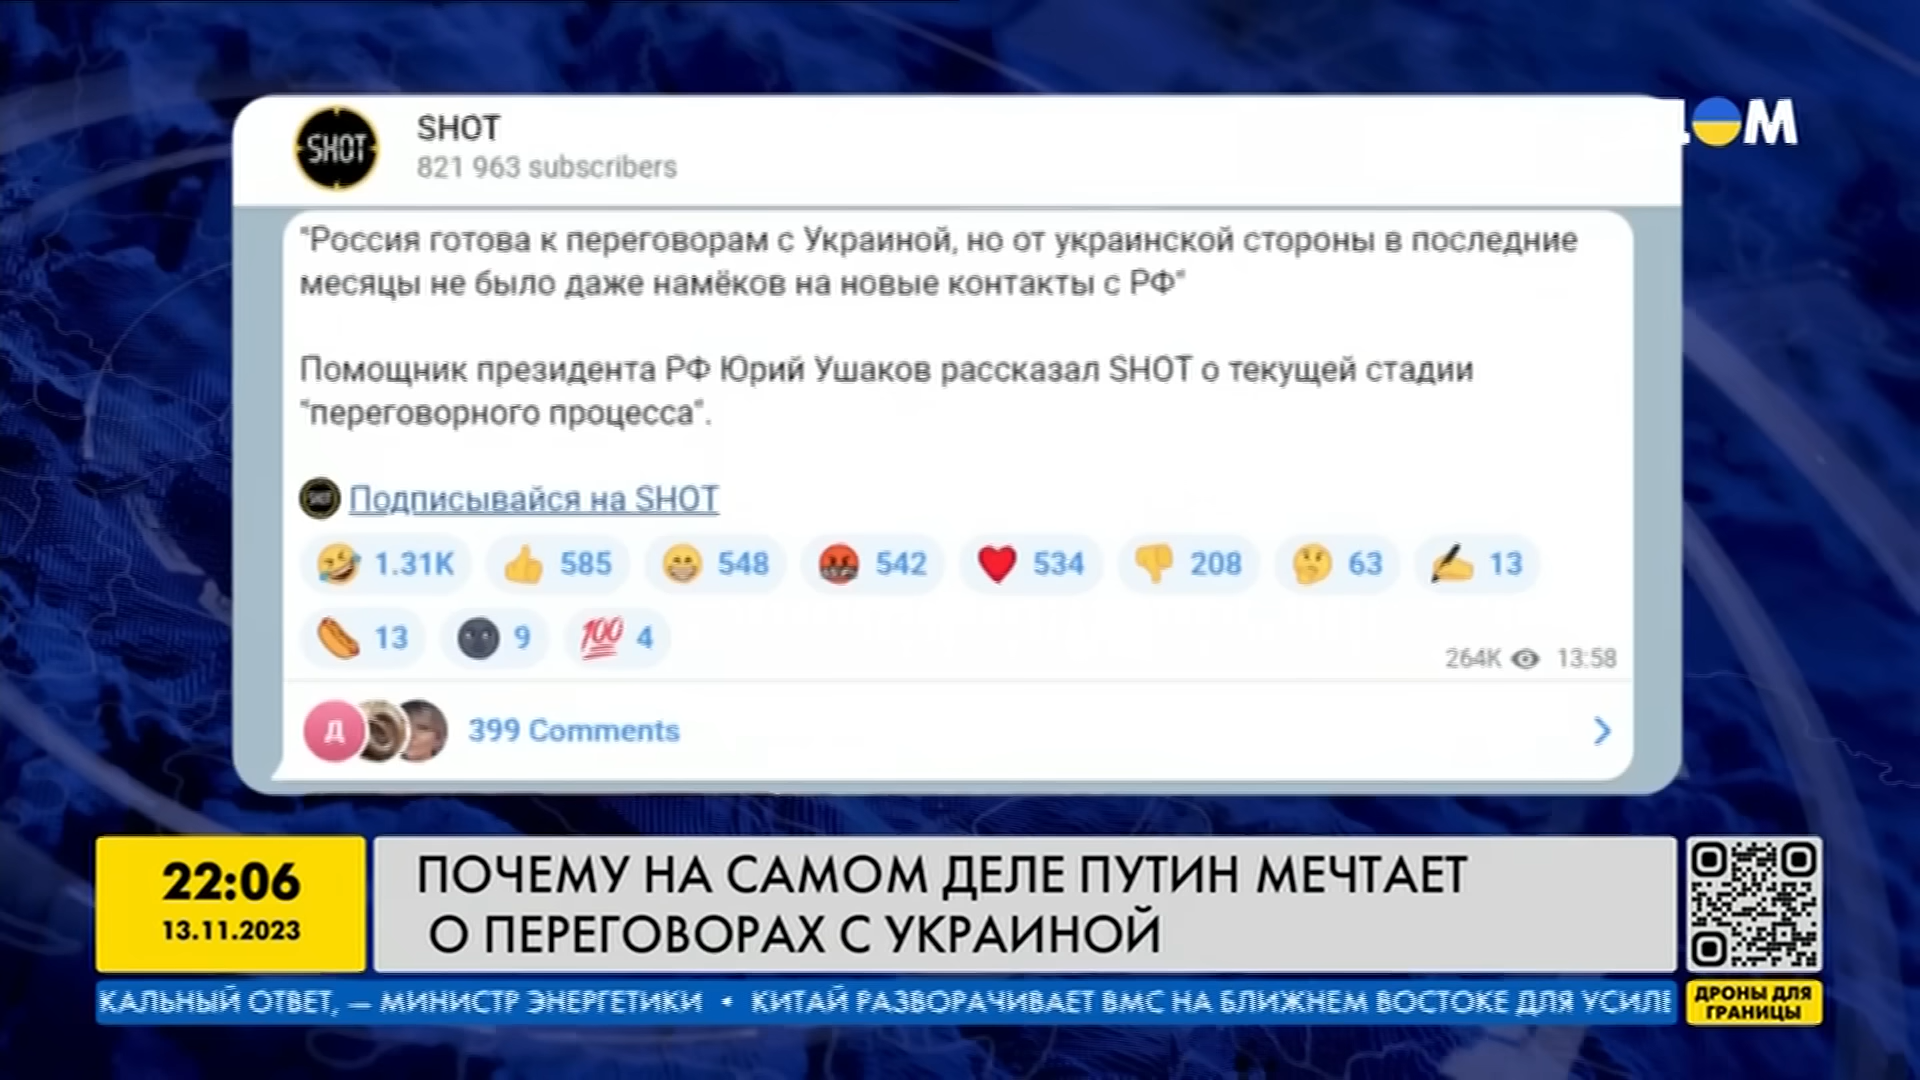 SHOT
SHOT
821 963 subscribers
ОМ
"Россия готова к переговорам с Украиной, но от украинской стороны в последние
месяцы не было даже намёков на новые контакты с РФ"
Помощник президента РФ Юрий Ушаков рассказал SHOT о текущей стадии
"переговорного процесса".
Подписывайся на SHOT
1.31K 585 548 542 534 208 63 13
13 9 4
264K 13:58
Д
399 Comments
22:06
13.11.2023
ПОЧЕМУ НА САМОМ ДЕЛЕ ПУТИН МЕЧТАЕТ
О ПЕРЕГОВОРАХ С УКРАИНОЙ
КАЛЬНЫЙ ОТВЕТ, — МИНИСТР ЭНЕРГЕТИКИ • КИТАЙ РАЗВОРАЧИВАЕТ ВМС НА БЛИЖНЕМ ВОСТОКЕ ДЛЯ УСИЛЕ
ДРОНЫ ДЛЯ
ГРАНИЦЫ